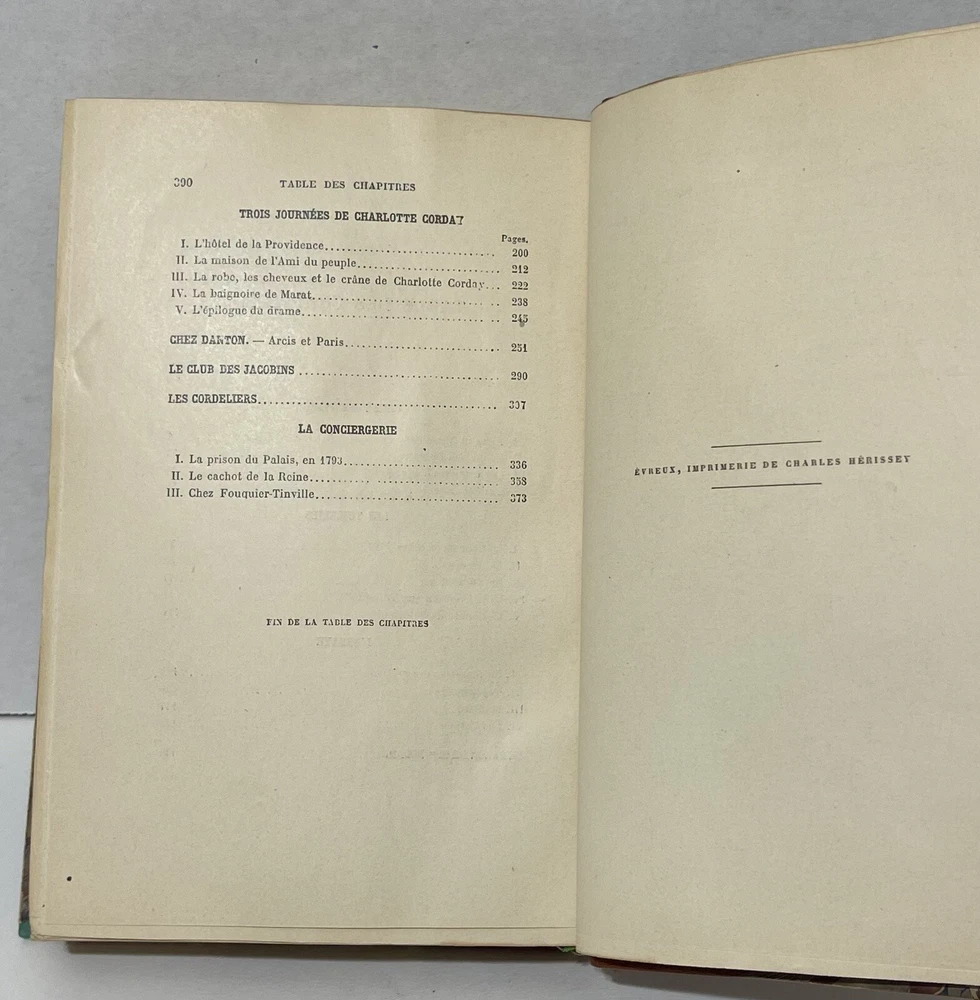 390 TABLE DES CHAPITRES
TROIS JOURNÉES DE CHARLOTTE CORDAY
Pages.
I. L'hôtel de la Providence 200
II. La maison de l'Ami du peuple 212
III. La robe, les cheveux et le crâne de Charlotte Corday 222
IV. La baignoire de Marat 238
V. L'épilogue du drame 245
CHEZ DANTON. — Arcis et Paris 251
LE CLUB DES JACOBINS 290
LES CORDELIERS 307
LA CONCIERGERIE
I. La prison du Palais, en 1793 336
II. Le cachot de la Reine 358
III. Chez Fouquier-Tinville 373
FIN DE LA TABLE DES CHAPITRES
ÉVREUX, IMPRIMERIE DE CHARLES HÉRISSEY